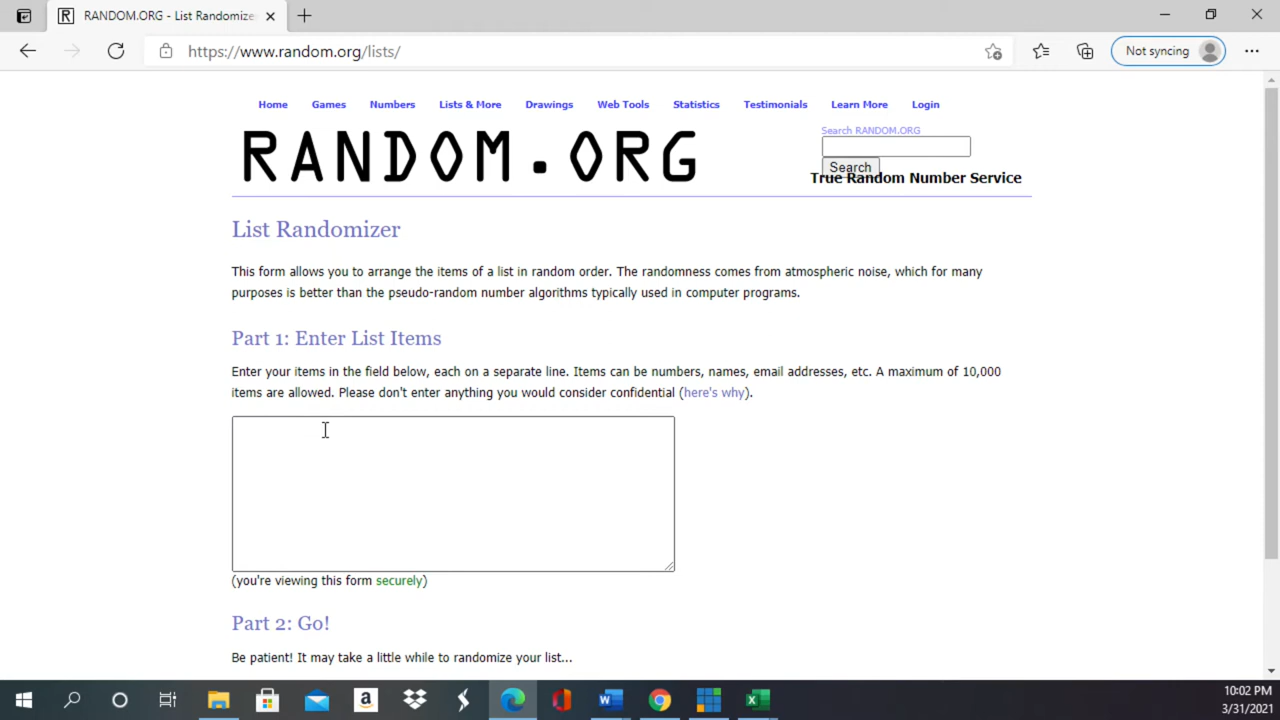 RANDOM.ORG - List Randomize
https://www.random.org/lists/
Not syncing
Home Games Numbers Lists & More Drawings Web Tools Statistics Testimonials Learn More Login
RANDOM.ORG
Search RANDOM.ORG
Search
True Random Number Service
List Randomizer
This form allows you to arrange the items of a list in random order. The randomness comes from atmospheric noise, which for many
purposes is better than the pseudo-random number algorithms typically used in computer programs.
Part 1: Enter List Items
Enter your items in the field below, each on a separate line. Items can be numbers, names, email addresses, etc. A maximum of 10,000
items are allowed. Please don't enter anything you would consider confidential (here's why).
(you're viewing this form securely)
Part 2: Go!
Be patient! It may take a little while to randomize your list...
10:02 PM
3/31/2021